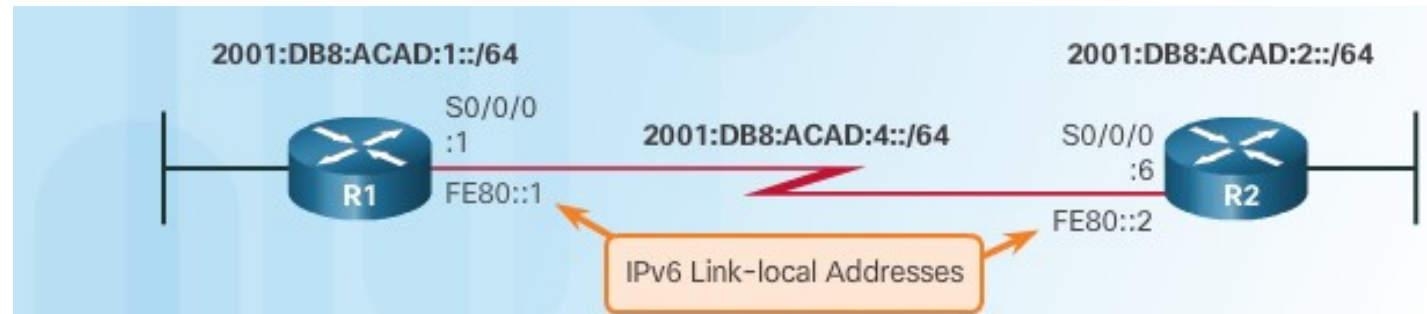 2001:DB8:ACAD:1::/64
2001:DB8:ACAD:2::/64
S0/0/0
:1
2001:DB8:ACAD:4::/64
S0/0/0
:6
R1
FE80::1
R2
FE80::2
IPv6 Link-local Addresses